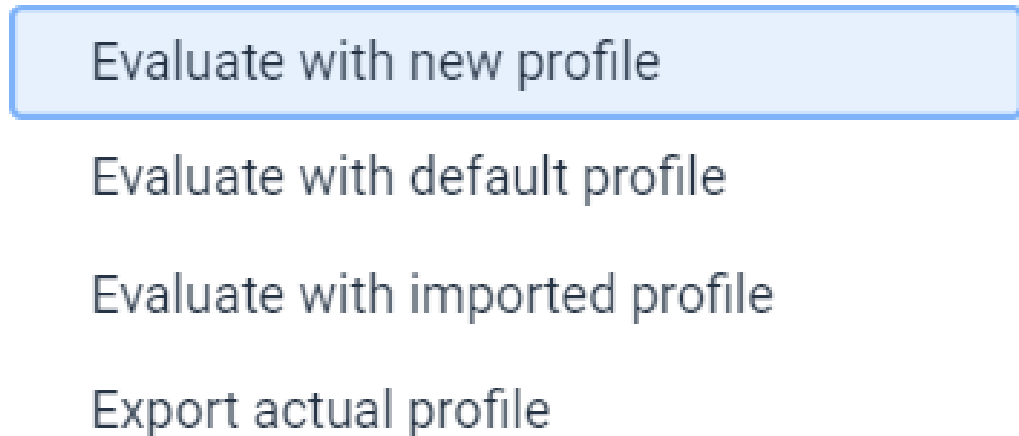 Evaluate with new profile
Evaluate with default profile
Evaluate with imported profile
Export actual profile